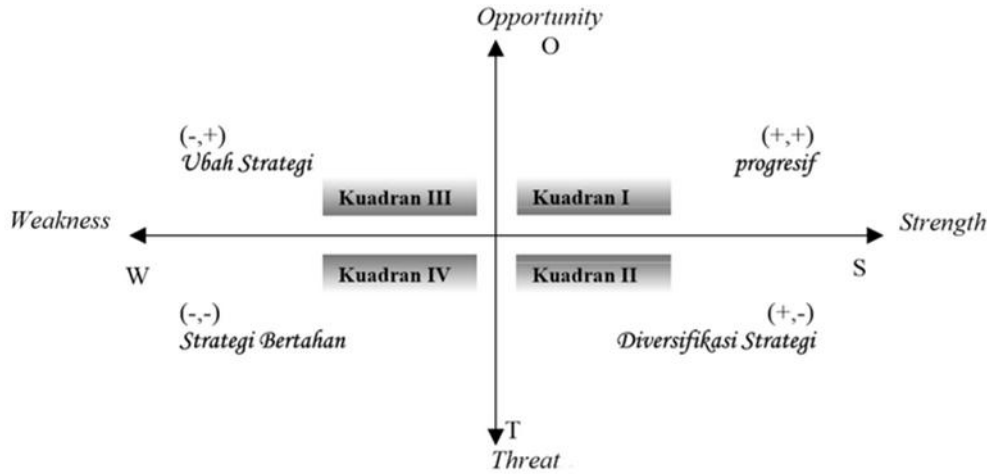 Opportunity
O
(-,+)
Ubah Strategi
(+,+)
progresif
Kuadran III
Kuadran I
Weakness
Strength
W
Kuadran IV
Kuadran II
S
(-,-)
Strategi Bertahan
(+,-)
Diversifikasi Strategi
T
Threat